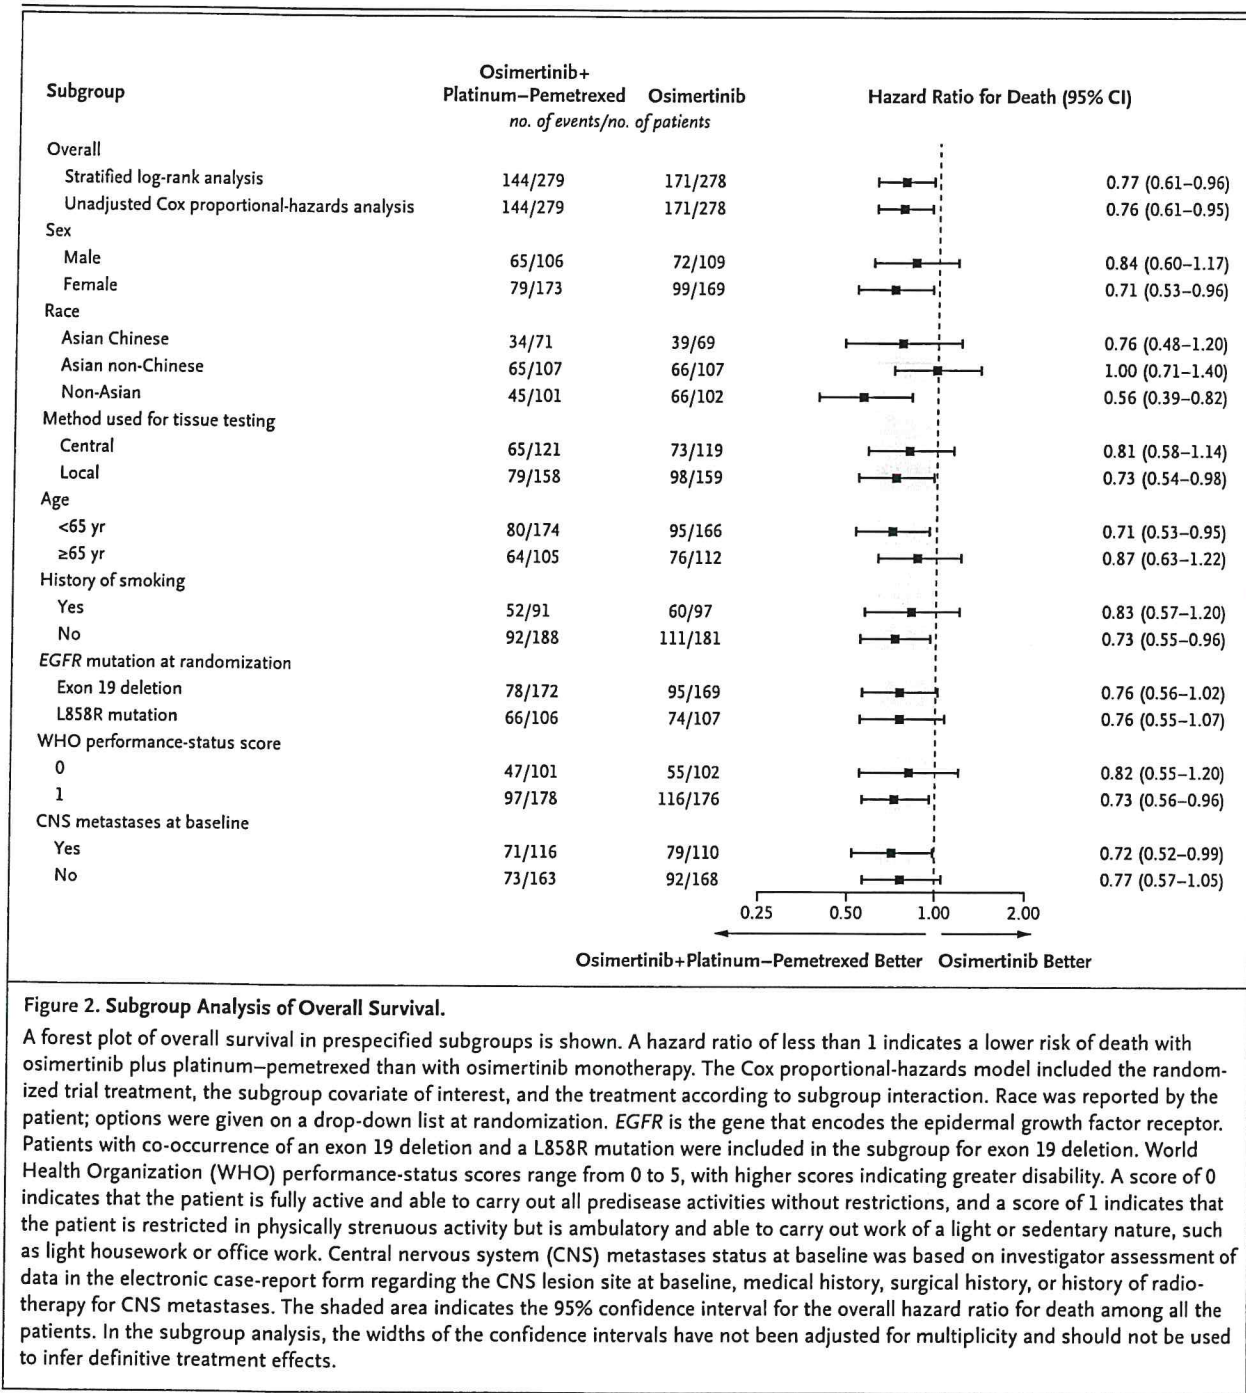 Subgroup Osimertinib+ Platinum–Pemetrexed Osimertinib Hazard Ratio for Death (95% CI)
no. of events/no. of patients
Overall
Stratified log-rank analysis 144/279 171/278 0.77 (0.61–0.96)
Unadjusted Cox proportional-hazards analysis 144/279 171/278 0.76 (0.61–0.95)
Sex
Male 65/106 72/109 0.84 (0.60–1.17)
Female 79/173 99/169 0.71 (0.53–0.96)
Race
Asian Chinese 34/71 39/69 0.76 (0.48–1.20)
Asian non-Chinese 65/107 66/107 1.00 (0.71–1.40)
Non-Asian 45/101 66/102 0.56 (0.39–0.82)
Method used for tissue testing
Central 65/121 73/119 0.81 (0.58–1.14)
Local 79/158 98/159 0.73 (0.54–0.98)
Age
<65 yr 80/174 95/166 0.71 (0.53–0.95)
≥65 yr 64/105 76/112 0.87 (0.63–1.22)
History of smoking
Yes 52/91 60/97 0.83 (0.57–1.20)
No 92/188 111/181 0.73 (0.55–0.96)
EGFR mutation at randomization
Exon 19 deletion 78/172 95/169 0.76 (0.56–1.02)
L858R mutation 66/106 74/107 0.76 (0.55–1.07)
WHO performance-status score
0 47/101 55/102 0.82 (0.55–1.20)
1 97/178 116/176 0.73 (0.56–0.96)
CNS metastases at baseline
Yes 71/116 79/110 0.72 (0.52–0.99)
No 73/163 92/168 0.77 (0.57–1.05)
0.25 0.50 1.00 2.00
Osimertinib+Platinum–Pemetrexed Better Osimertinib Better
Figure 2. Subgroup Analysis of Overall Survival.
A forest plot of overall survival in prespecified subgroups is shown. A hazard ratio of less than 1 indicates a lower risk of death with
osimertinib plus platinum–pemetrexed than with osimertinib monotherapy. The Cox proportional-hazards model included the random-
ized trial treatment, the subgroup covariate of interest, and the treatment according to subgroup interaction. Race was reported by the
patient; options were given on a drop-down list at randomization. EGFR is the gene that encodes the epidermal growth factor receptor.
Patients with co-occurrence of an exon 19 deletion and a L858R mutation were included in the subgroup for exon 19 deletion. World
Health Organization (WHO) performance-status scores range from 0 to 5, with higher scores indicating greater disability. A score of 0
indicates that the patient is fully active and able to carry out all predisease activities without restrictions, and a score of 1 indicates that
the patient is restricted in physically strenuous activity but is ambulatory and able to carry out work of a light or sedentary nature, such
as light housework or office work. Central nervous system (CNS) metastases status at baseline was based on investigator assessment of
data in the electronic case-report form regarding the CNS lesion site at baseline, medical history, surgical history, or history of radio-
therapy for CNS metastases. The shaded area indicates the 95% confidence interval for the overall hazard ratio for death among all the
patients. In the subgroup analysis, the widths of the confidence intervals have not been adjusted for multiplicity and should not be used
to infer definitive treatment effects.